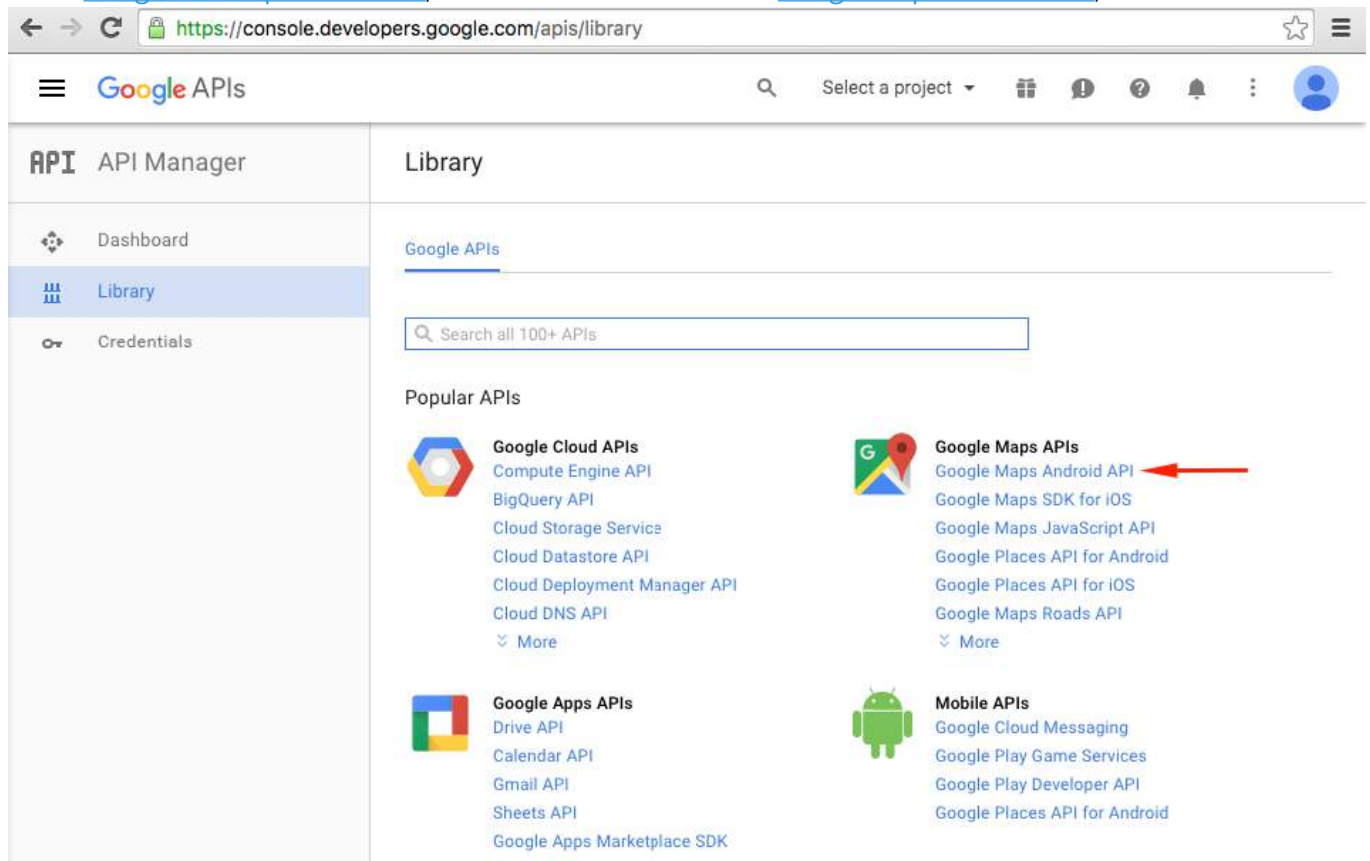 https://console.developers.google.com/apis/library
Google APIs
Select a project
API API Manager
Library
Dashboard
Library
Credentials
Google APIs
Search all 100+ APIs
Popular APIs
Google Cloud APIs
Compute Engine API
BigQuery API
Cloud Storage Service
Cloud Datastore API
Cloud Deployment Manager API
Cloud DNS API
More
G
Google Maps APIs
Google Maps Android API
Google Maps SDK for iOS
Google Maps JavaScript API
Google Places API for Android
Google Places API for iOS
Google Maps Roads API
More
Google Apps APIs
Drive API
Calendar API
Gmail API
Sheets API
Google Apps Marketplace SDK
Mobile APIs
Google Cloud Messaging
Google Play Game Services
Google Play Developer API
Google Places API for Android